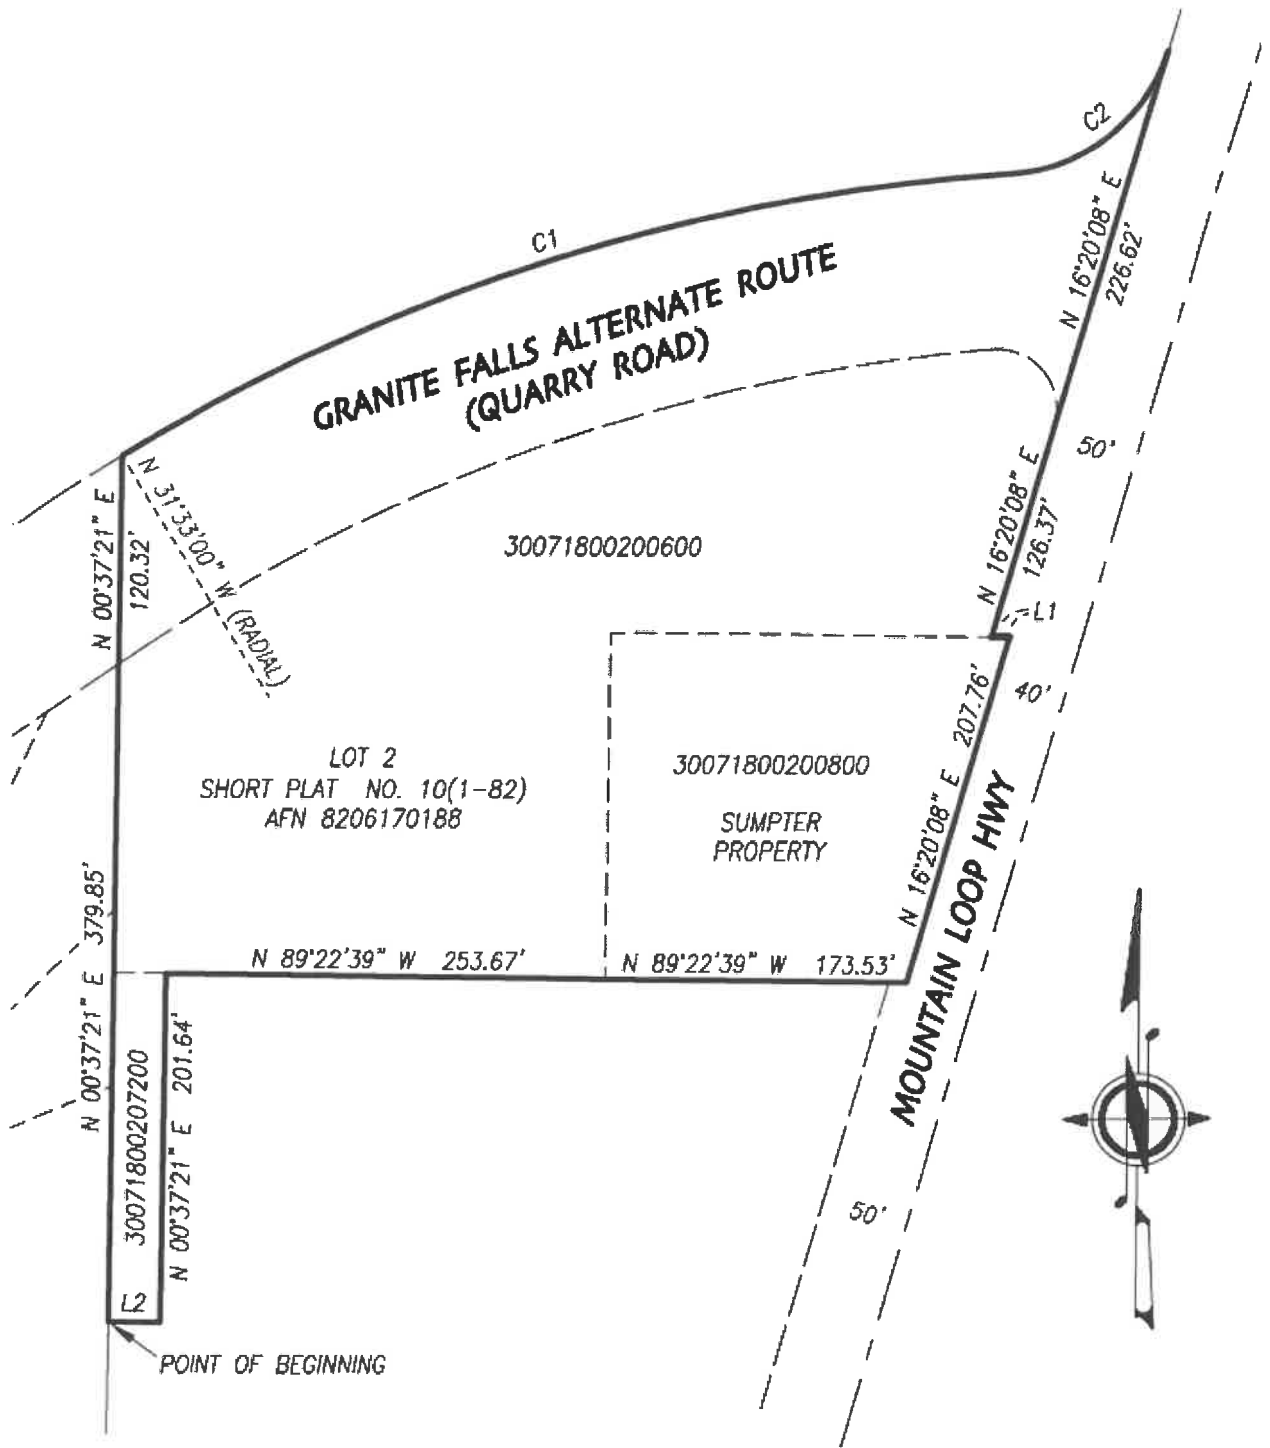 C2
C1
N 16°20'08" E
226.62'
GRANITE FALLS ALTERNATE ROUTE
(QUARRY ROAD)
50'
N 31°33'00" W (RADIAL)
N 00°37'21" E
120.32'
30071800200600
N 16°20'08" E
126.37'
L1
40'
LOT 2
SHORT PLAT NO. 10(1-82)
AFN 8206170188
30071800200800
SUMPTER
PROPERTY
N 16°20'08" E 207.76'
MOUNTAIN LOOP HWY
N 00°37'21" E 379.85'
N 89°22'39" W 253.67'
N 89°22'39" W 173.53'
30071800207200
N 00°37'21" E 201.64'
50'
L2
POINT OF BEGINNING